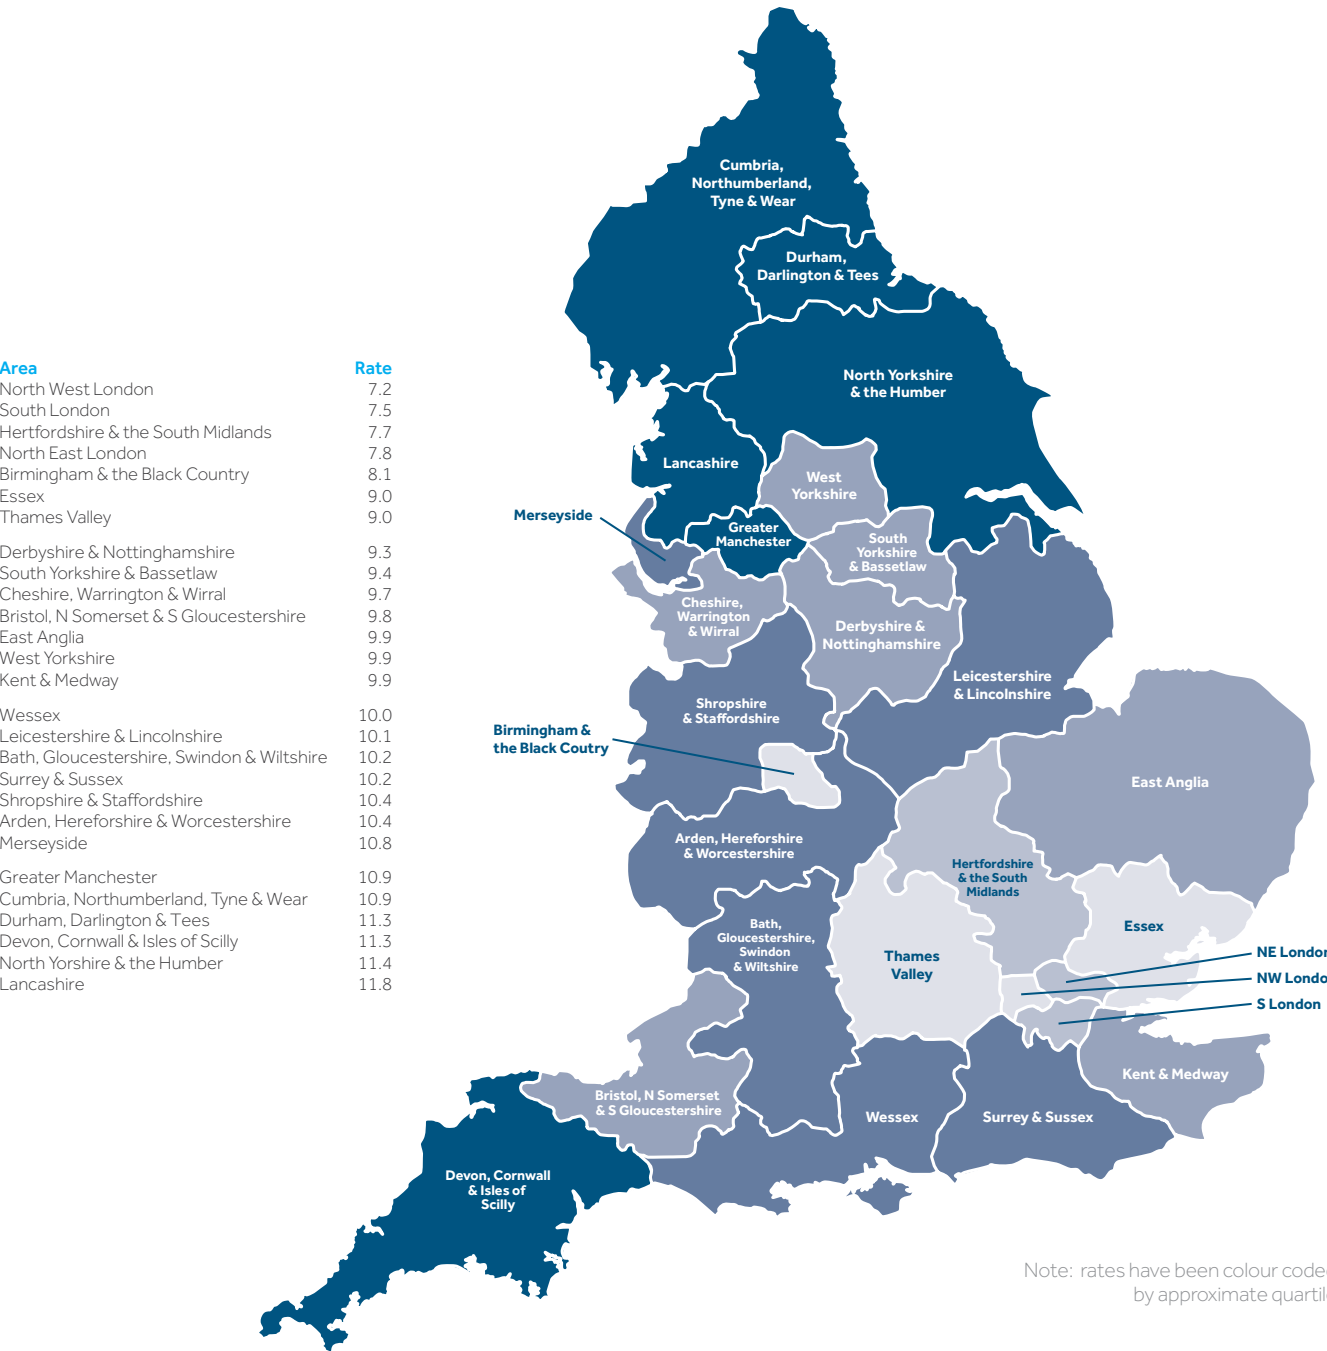 Area Rate
North West London 7.2
South London 7.5
Hertfordshire & the South Midlands 7.7
North East London 7.8
Birmingham & the Black Country 8.1
Essex 9.0
Thames Valley 9.0
Derbyshire & Nottinghamshire 9.3
South Yorkshire & Bassetlaw 9.4
Cheshire, Warrington & Wirral 9.7
Bristol, N Somerset & S Gloucestershire 9.8
East Anglia 9.9
West Yorkshire 9.9
Kent & Medway 9.9
Wessex 10.0
Leicestershire & Lincolnshire 10.1
Bath, Gloucestershire, Swindon & Wiltshire 10.2
Surrey & Sussex 10.2
Shropshire & Staffordshire 10.4
Arden, Hereforshire & Worcestershire 10.4
Merseyside 10.8
Greater Manchester 10.9
Cumbria, Northumberland, Tyne & Wear 10.9
Durham, Darlington & Tees 11.3
Devon, Cornwall & Isles of Scilly 11.3
North Yorshire & the Humber 11.4
Lancashire 11.8
Cumbria,
Northumberland,
Tyne & Wear
Durham,
Darlington & Tees
North Yorkshire
& the Humber
Lancashire
West
Yorkshire
Merseyside
Greater
Manchester
South
Yorkshire
& Bassetlaw
Cheshire,
Warrington
& Wirral
Derbyshire &
Nottinghamshire
Leicestershire
& Lincolnshire
Shropshire
& Staffordshire
Birmingham &
the Black Coutry
East Anglia
Arden, Hereforshire
& Worcestershire
Hertfordshire
& the South
Midlands
Bath,
Gloucestershire,
Swindon
& Wiltshire
Thames
Valley
Essex
NE London
NW Londo
S London
Kent & Medway
Bristol, N Somerset
& S Gloucestershire
Wessex
Surrey & Sussex
Devon, Cornwall
& Isles of
Scilly
Note: rates have been colour code
by approximate quartil